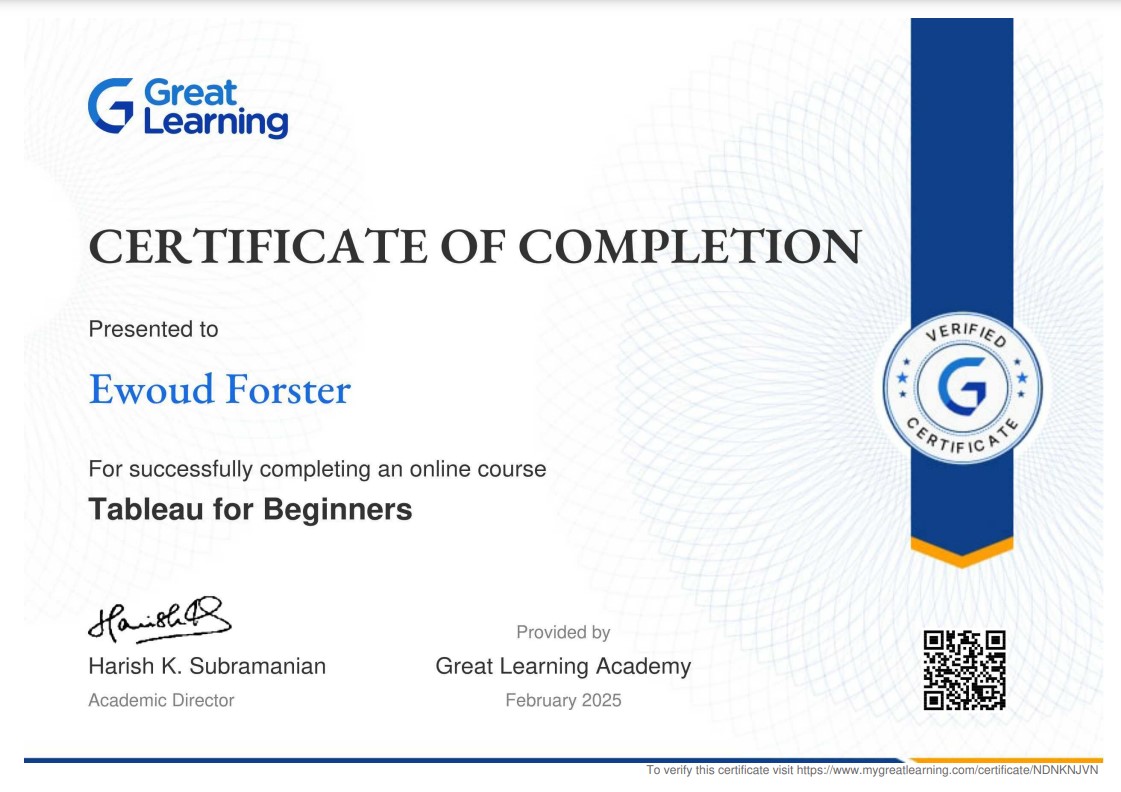 Great
Learning
CERTIFICATE OF COMPLETION
Presented to
Ewoud Forster
VERIFIED
CERTIFICATE
For successfully completing an online course
Tableau for Beginners
Provided by
Harish K. Subramanian
Great Learning Academy
Academic Director
February 2025
To verify this certificate visit https://www.mygreatlearning.com/certificate/NDNKNJVN